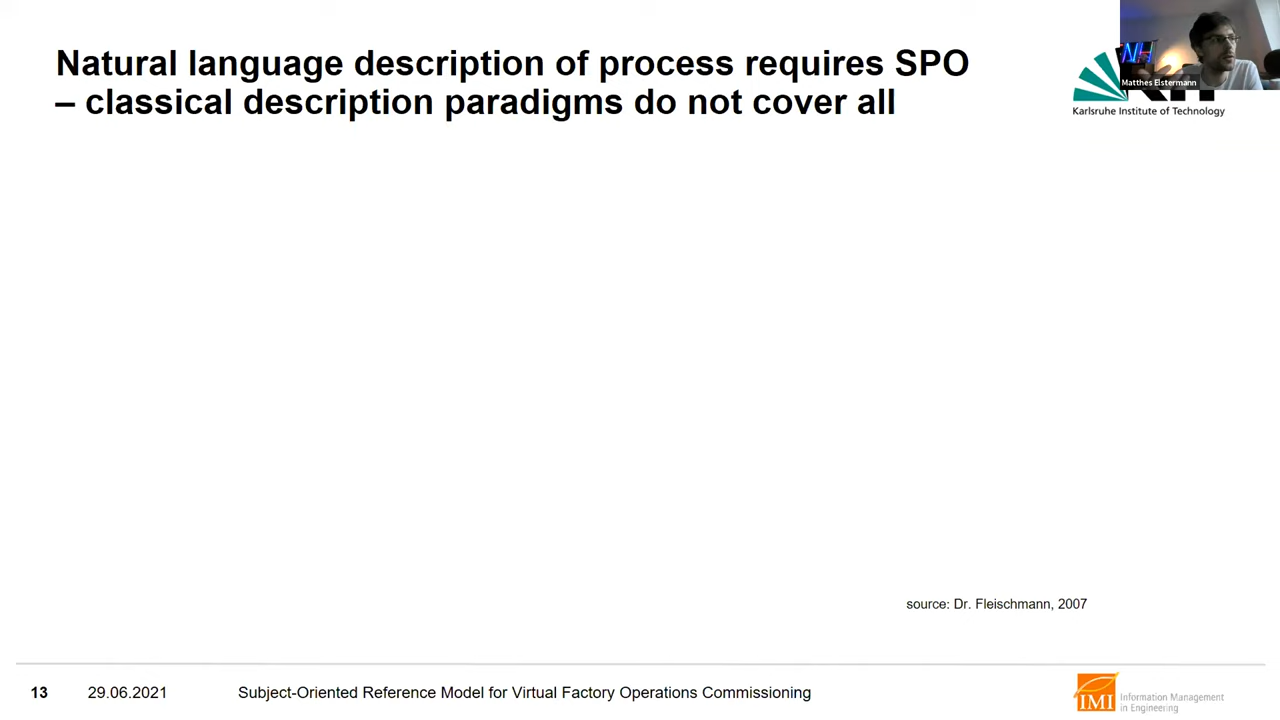 Natural language description of process requires SPO
– classical description paradigms do not cover all
NH
Matthes Elstermann
Karlsruhe Institute of Technology
source: Dr. Fleischmann, 2007
13
29.06.2021
Subject-Oriented Reference Model for Virtual Factory Operations Commissioning
IMI
Information Management
in Engineering